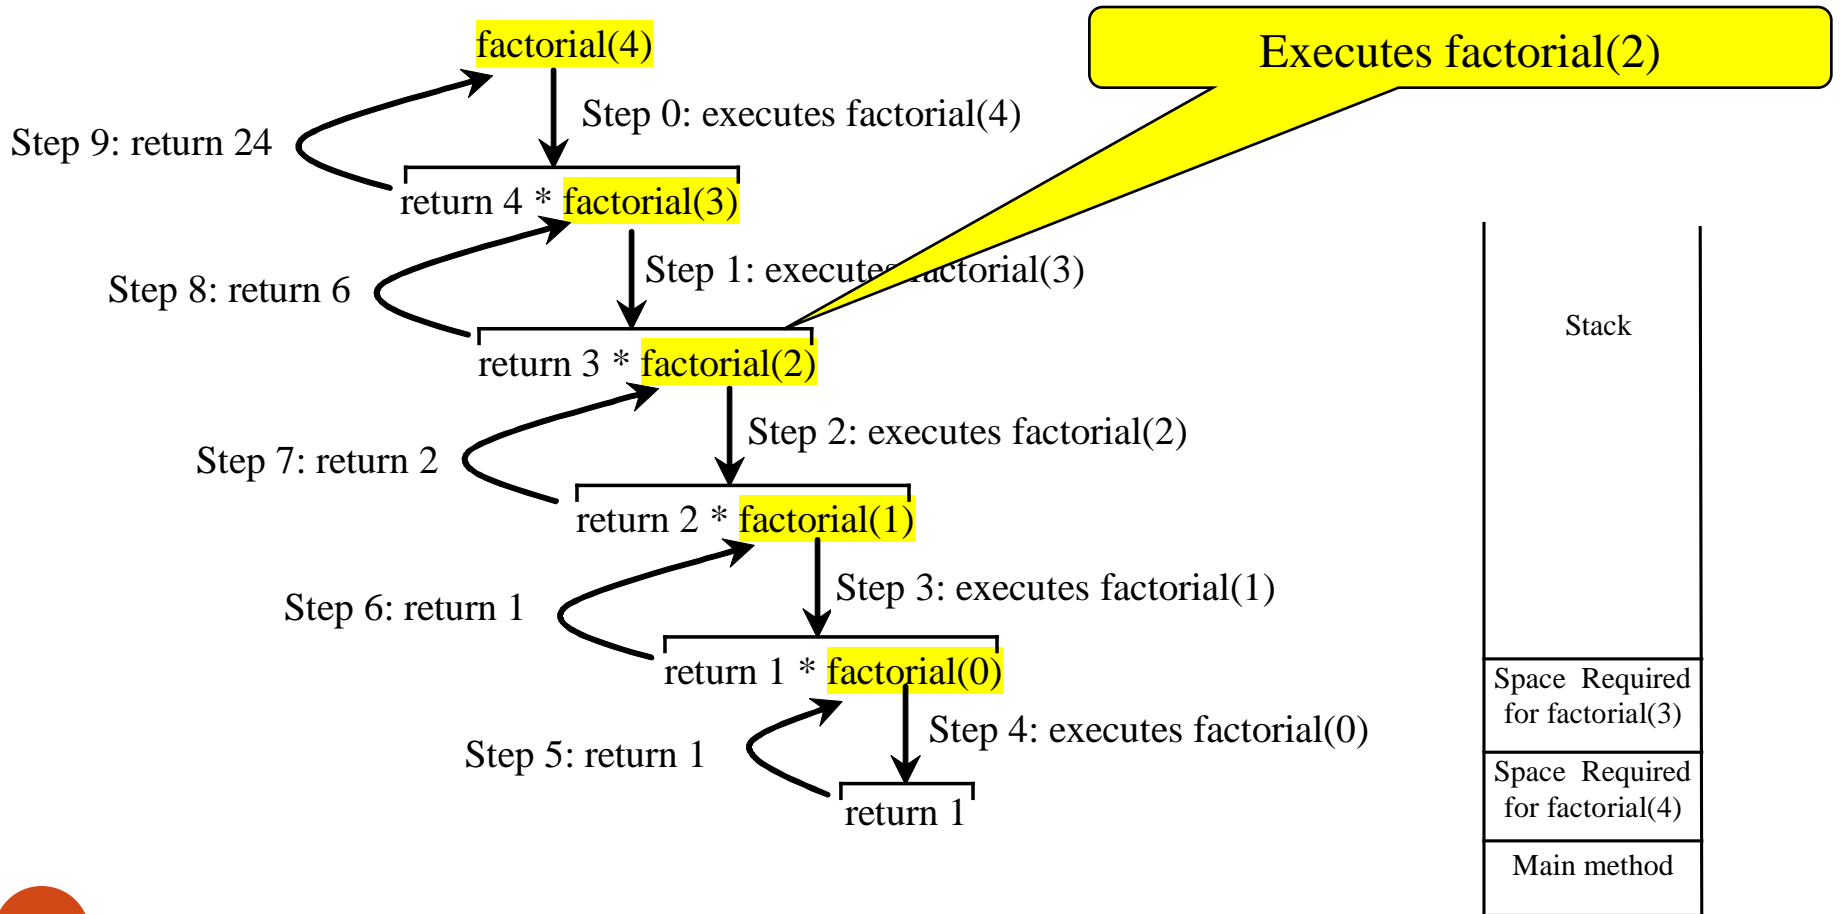 factorial(4)
Executes factorial(2)
Step 0: executes factorial(4)
Step 9: return 24
return 4 * factorial(3)
Step 1: executes factorial(3)
Step 8: return 6
return 3 * factorial(2)
Step 2: executes factorial(2)
Step 7: return 2
return 2 * factorial(1)
Step 3: executes factorial(1)
Step 6: return 1
return 1 * factorial(0)
Step 4: executes factorial(0)
Step 5: return 1
return 1
Stack
Space Required
for factorial(3)
Space Required
for factorial(4)
Main method